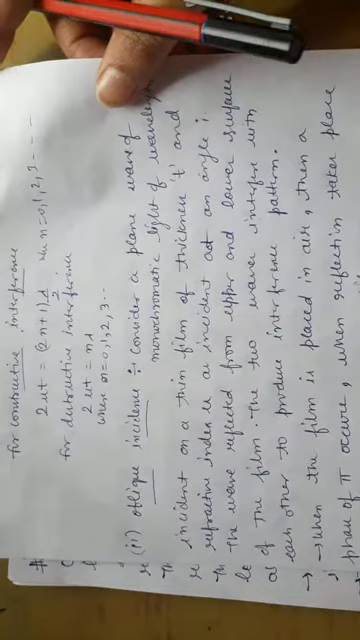 for constructive interference
2ut = (2n+1)λ/2 n=0,1,2,3----
for destructive interference
2ut = nλ
where n=0,1,2,3..
(ii) oblique incidence ÷ Consider a plane wave of
monochromatic light of wavelength
incident on a thin film of thickness 't' and
refractive index u as incident at an angle i
The wave reflected from upper and lower surface
of the film. The two waves interfere with
each other to produce interference pattern.
→ when the film is placed in air, then a
phase of π occurs, when reflection takes place